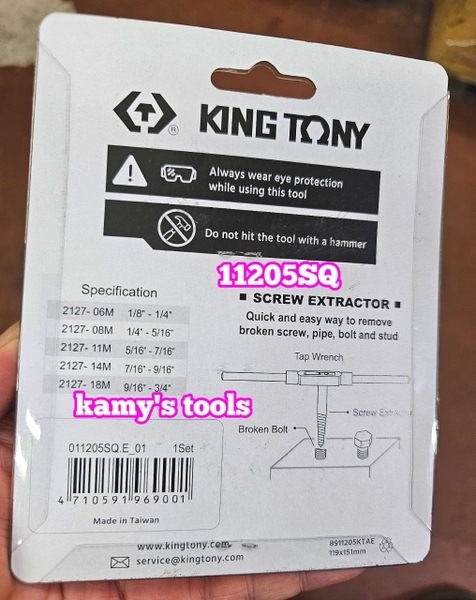 ® KING TONY
Always wear eye protection
while using this tool
Do not hit the tool with a hammer
11205SQ
Specification
2127- 06M 1/8" - 1/4"
2127- 08M 1/4" - 5/16"
2127- 11M 5/16" - 7/16"
2127- 14M 7/16" - 9/16"
2127- 18M 9/16" - 3/4"
■ SCREW EXTRACTOR ■
Quick and easy way to remove
broken screw, pipe, bolt and stud
Tap Wrench
Screw Extractor
Broken Bolt
kamy's tools
011205SQ.E_01 1Set
4 710591 969001
Made in Taiwan
www.kingtony.com
service@kingtony.com
8911205KTAE
119x151mm